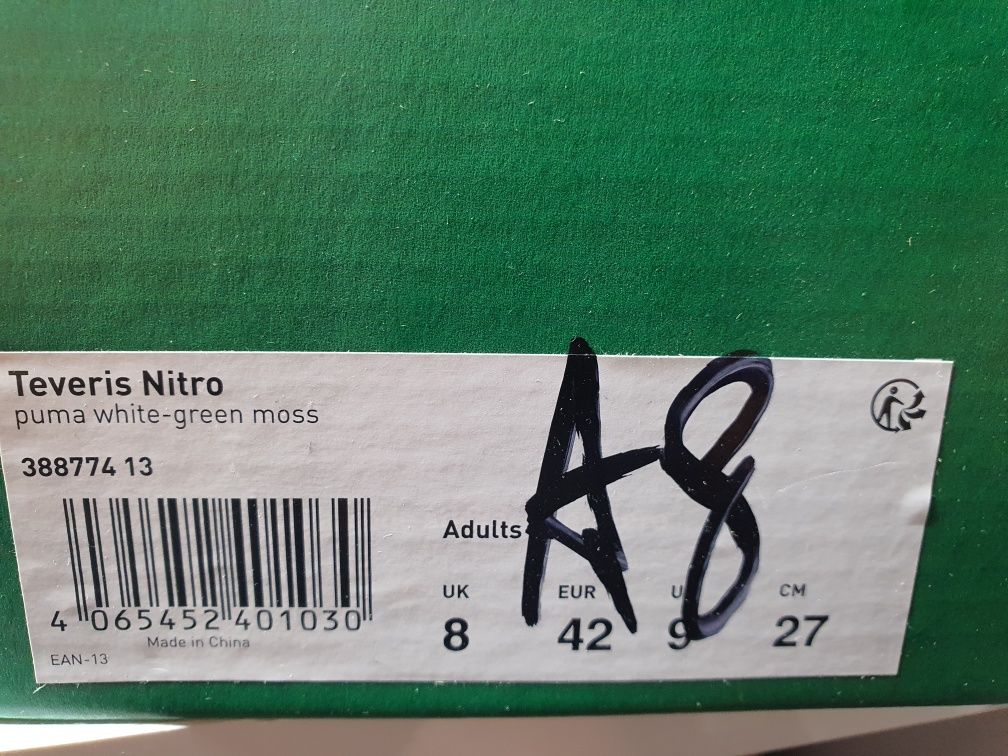 Teveris Nitro
puma white-green moss
388774 13
A8
Adults
UK EUR CM
8 42 9 27
4 065452 401030
Made in China
EAN-13